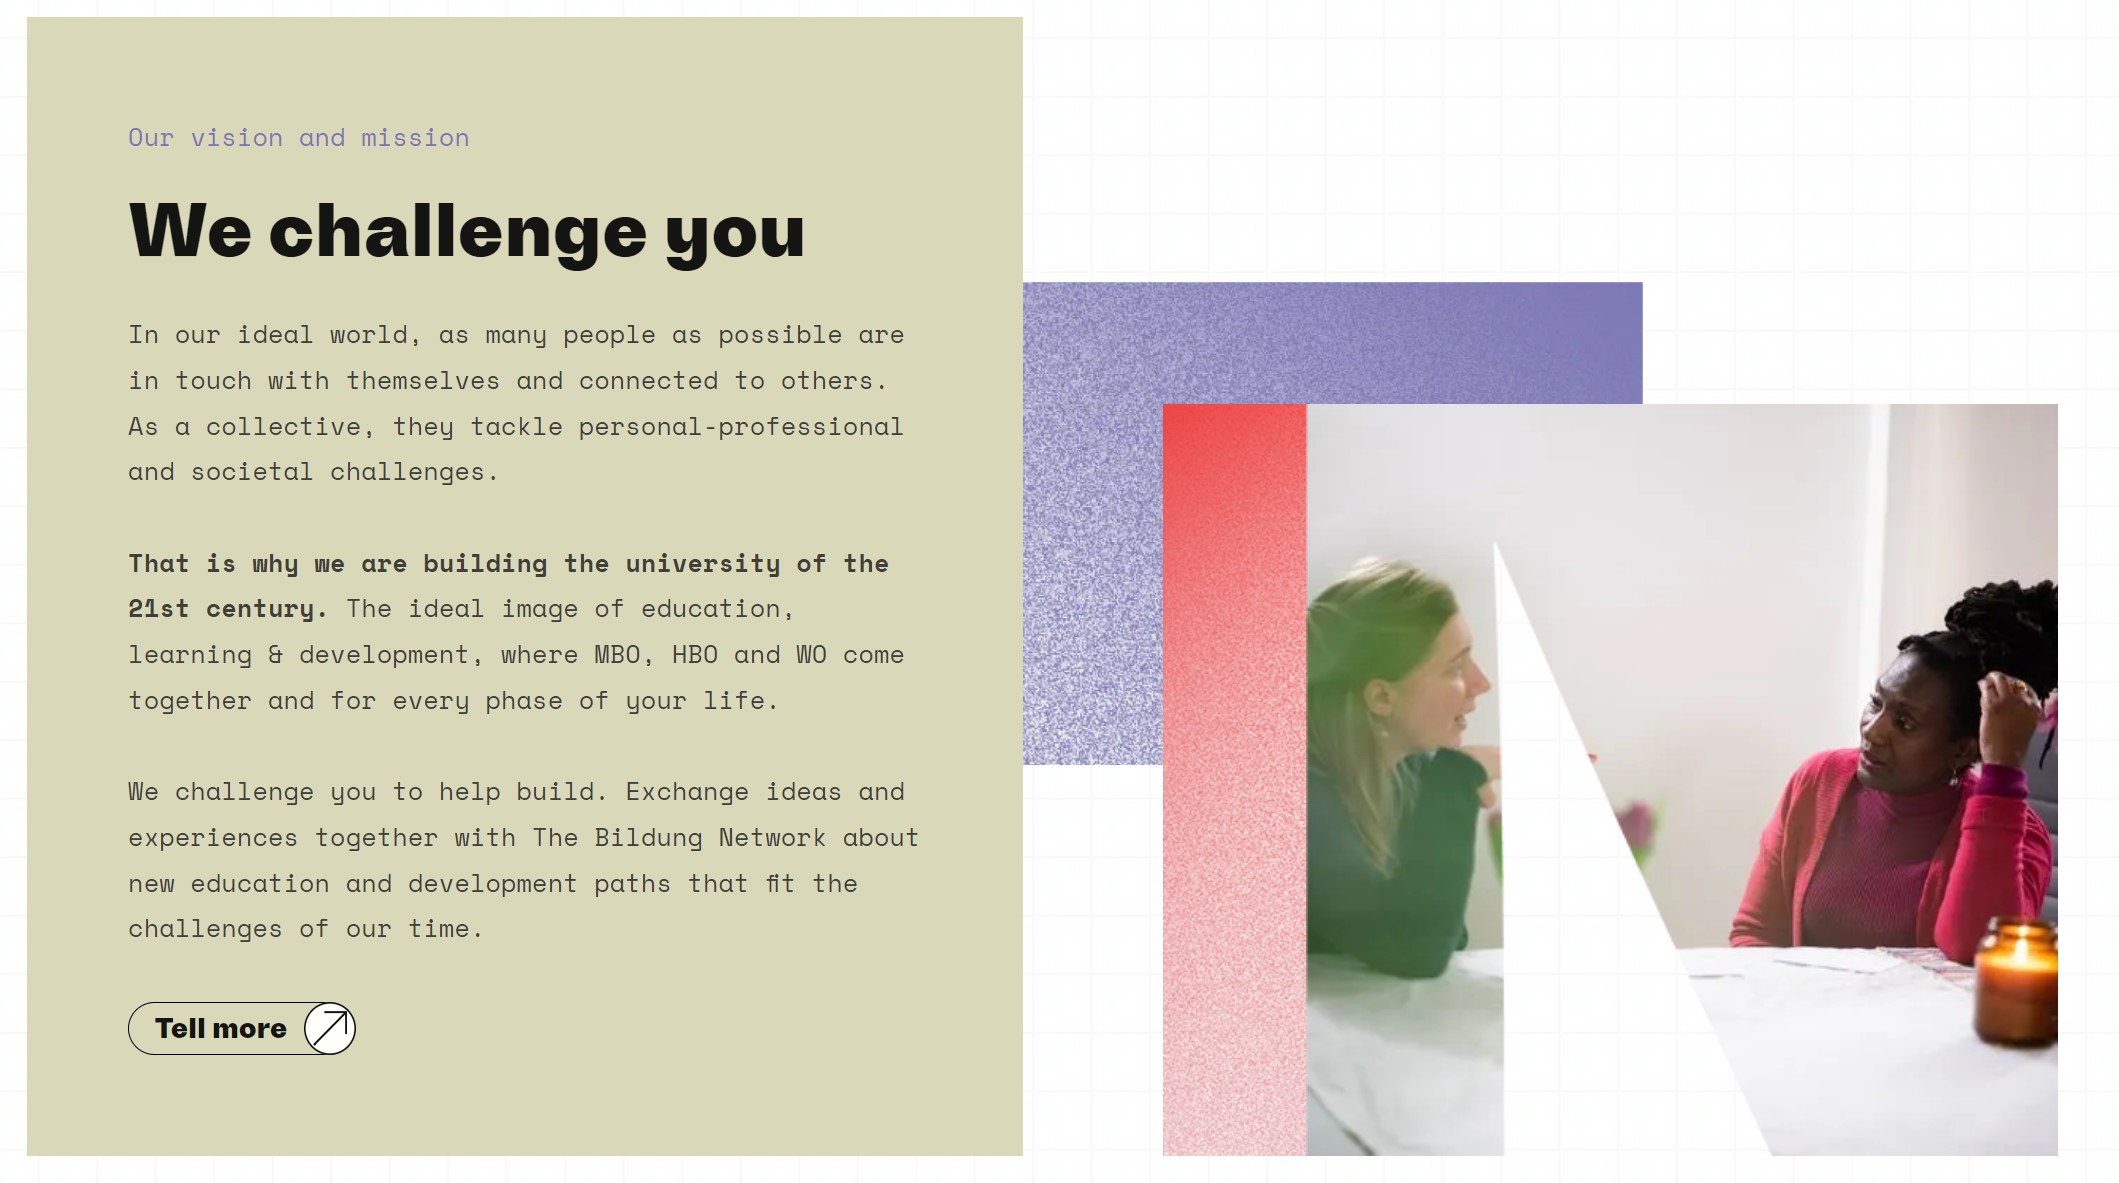 Our vision and mission
We challenge you
In our ideal world, as many people as possible are
in touch with themselves and connected to others.
As a collective, they tackle personal-professional
and societal challenges.
That is why we are building the university of the
21st century. The ideal image of education,
learning & development, where MBO, HBO and WO come
together and for every phase of your life.
We challenge you to help build. Exchange ideas and
experiences together with The Bildung Network about
new education and development paths that fit the
challenges of our time.
Tell more